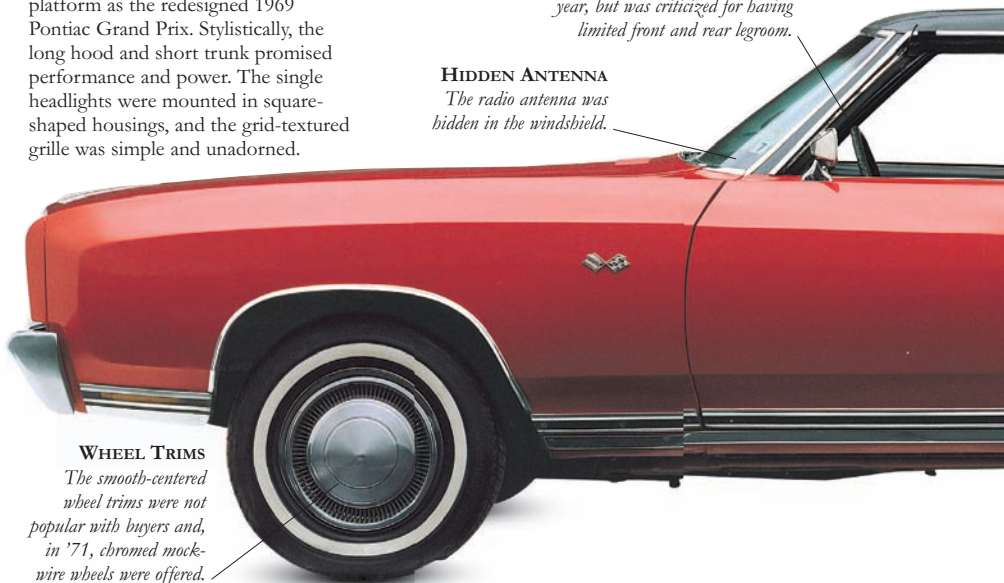 platform as the redesigned 1969
Pontiac Grand Prix. Stylistically, the
long hood and short trunk promised
performance and power. The single
headlights were mounted in square-
shaped housings, and the grid-textured
grille was simple and unadorned.
year, but was criticized for having
limited front and rear legroom.
HIDDEN ANTENNA
The radio antenna was
hidden in the windshield.
WHEEL TRIMS
The smooth-centered
wheel trims were not
popular with buyers and,
in ’71, chromed mock-
wire wheels were offered.